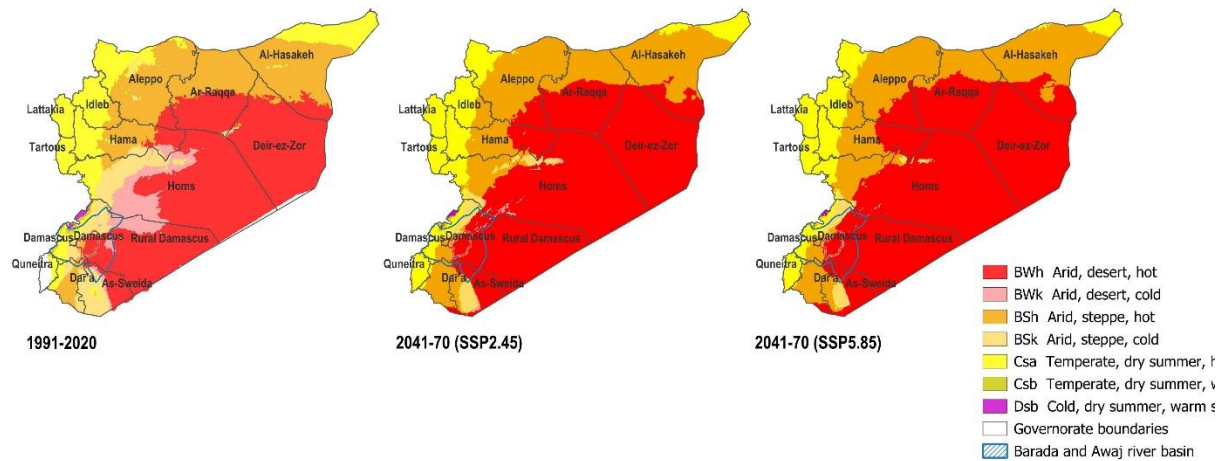 Al-Hasakeh
Aleppo
Ar-Raqqa
Lattakia
Idleb
Hama
Tartous
Deir-ez-Zor
Homs
Damascus
Damascus
Rural Damascus
Quneitra
Dar'a
As-Sweida
1991-2020
Al-Hasakeh
Aleppo
Ar-Raqqa
Lattakia
Idleb
Hama
Tartous
Deir-ez-Zor
Homs
Damascus
Damascus
Rural Damascus
Quneitra
Dar'a
As-Sweida
2041-70 (SSP2.45)
Al-Hasakeh
Aleppo
Ar-Raqqa
Lattakia
Idleb
Hama
Tartous
Deir-ez-Zor
Homs
Damascus
Damascus
Rural Damascus
Quneitra
Dar'a
As-Sweida
2041-70 (SSP5.85)
BWh Arid, desert, hot
BWk Arid, desert, cold
BSh Arid, steppe, hot
BSk Arid, steppe, cold
Csa Temperate, dry summer,
Csb Temperate, dry summer,
Dsb Cold, dry summer, warm
Governorate boundaries
Barada and Awaj river basin